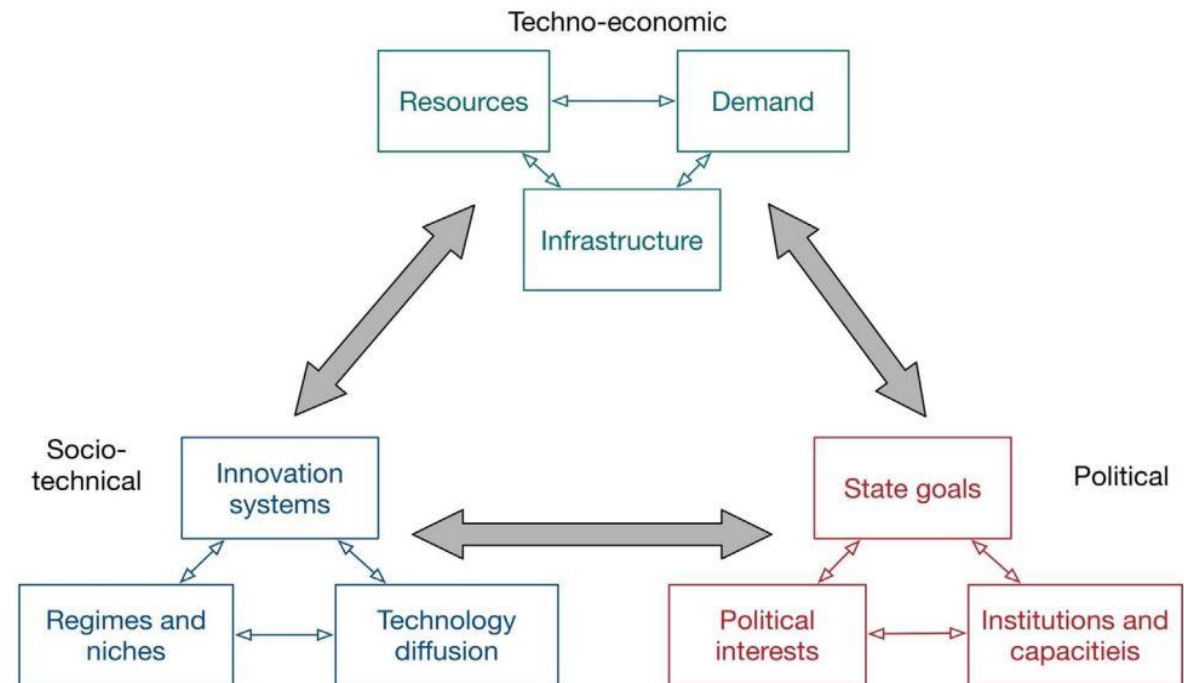 Techno-economic
Resources
Demand
Infrastructure
Socio-
technical
Innovation
systems
State goals
Political
Regimes and
niches
Technology
diffusion
Political
interests
Institutions and
capacitieis